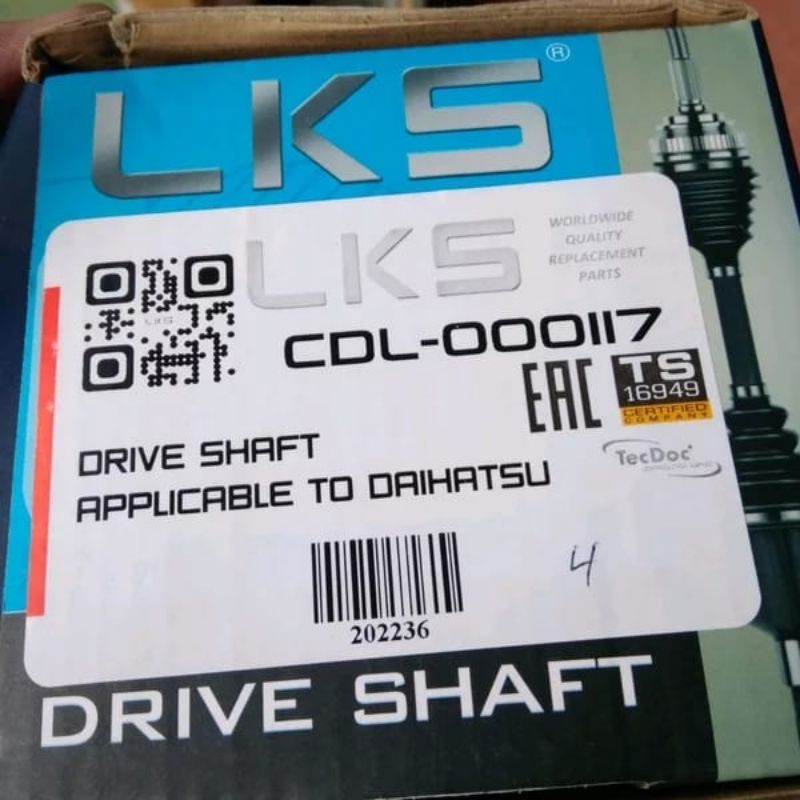 LKS®
LKS
WORLDWIDE
QUALITY
REPLACEMENT
PARTS
LKS
CDL-000117
EAC
TS
16949
CERTIFIED
COMPANY
DRIVE SHAFT
APPLICABLE TO DAIHATSU
TecDoc
202236
4
DRIVE SHAFT